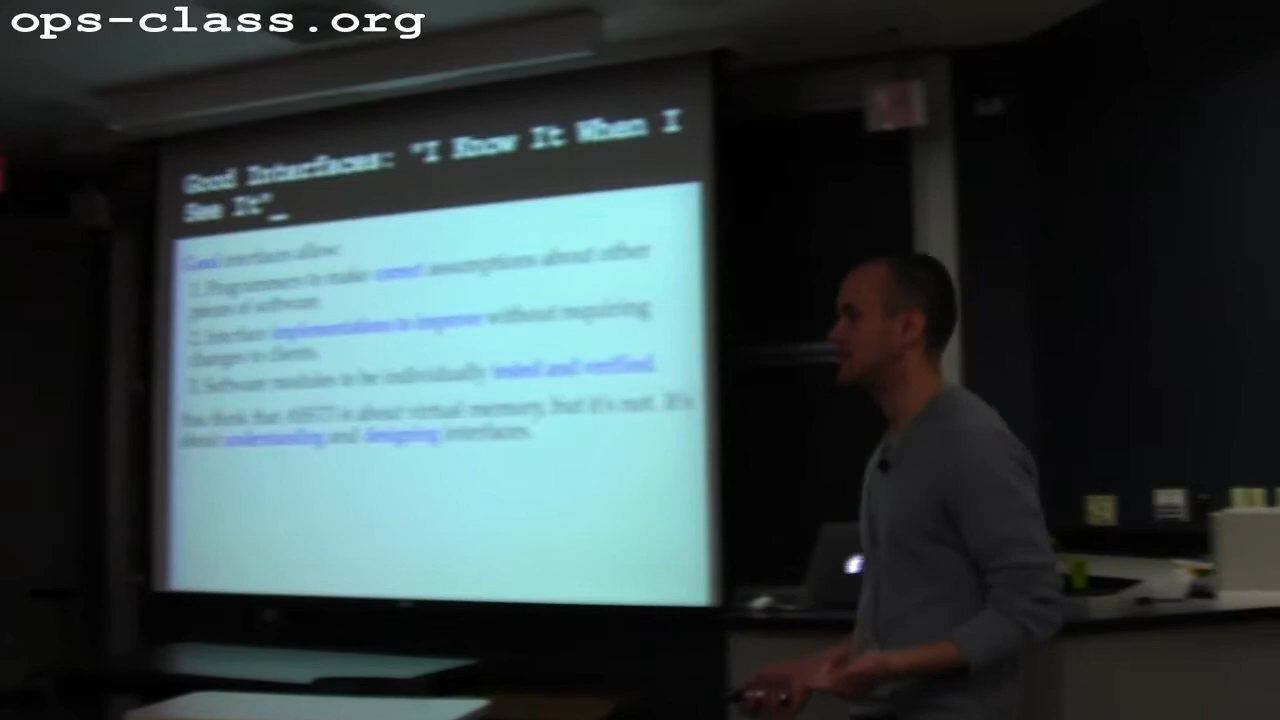 ops-class.org
Good Interfaces: "I Know It When I
See It"_
Good interfaces allow:
1. Programmers to make correct assumptions about other
pieces of software.
2. Interface implementations to improve without requiring
changes to clients.
3. Software modules to be individually tested and verified.
You think that ASST3 is about virtual memory, but it's not. It's
about understanding and designing interfaces.